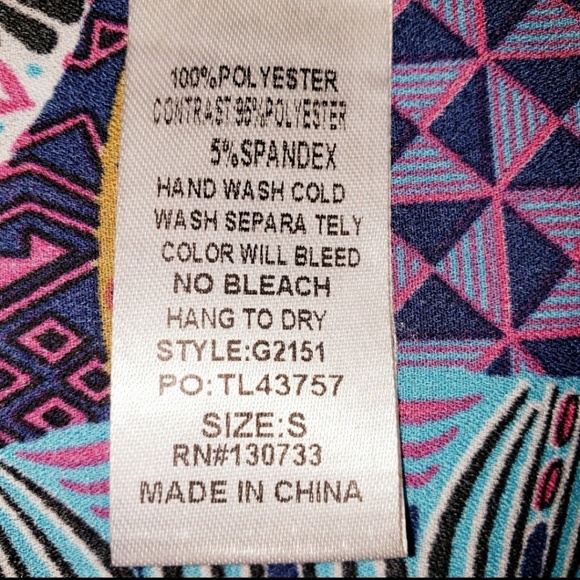 100%POLYESTER
CONTRAST 95%POLYESTER
5%SPANDEX
HAND WASH COLD
WASH SEPARA TELY
COLOR WILL BLEED
NO BLEACH
HANG TO DRY
STYLE:G2151
PO:TL43757
SIZE:S
RN#130733
MADE IN CHINA